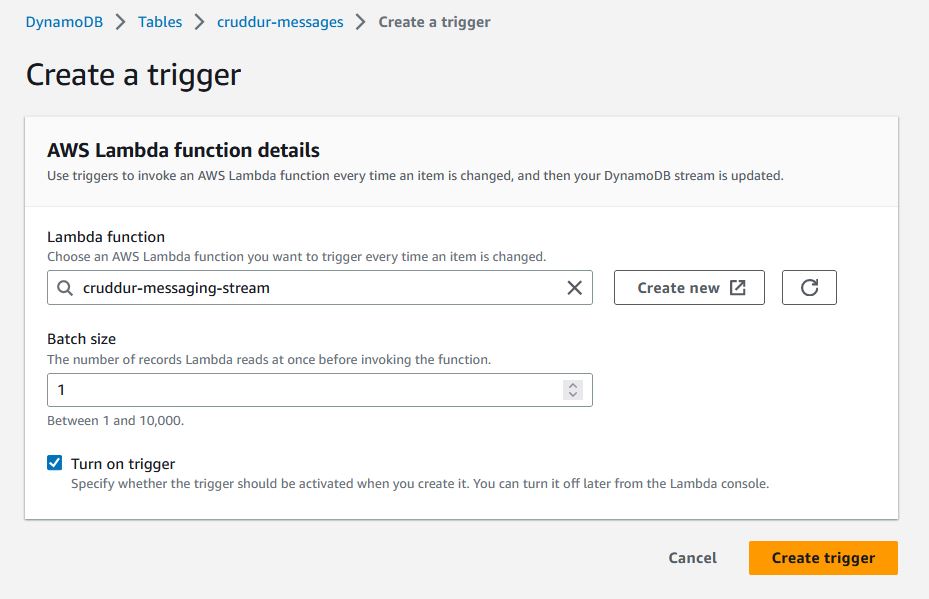 DynamoDB > Tables > cruddur-messages > Create a trigger
Create a trigger
AWS Lambda function details
Use triggers to invoke an AWS Lambda function every time an item is changed, and then your DynamoDB stream is updated.
Lambda function
Choose an AWS Lambda function you want to trigger every time an item is changed.
cruddur-messaging-stream
Create new
Batch size
The number of records Lambda reads at once before invoking the function.
1
Between 1 and 10,000.
Turn on trigger
Specify whether the trigger should be activated when you create it. You can turn it off later from the Lambda console.
Cancel
Create trigger